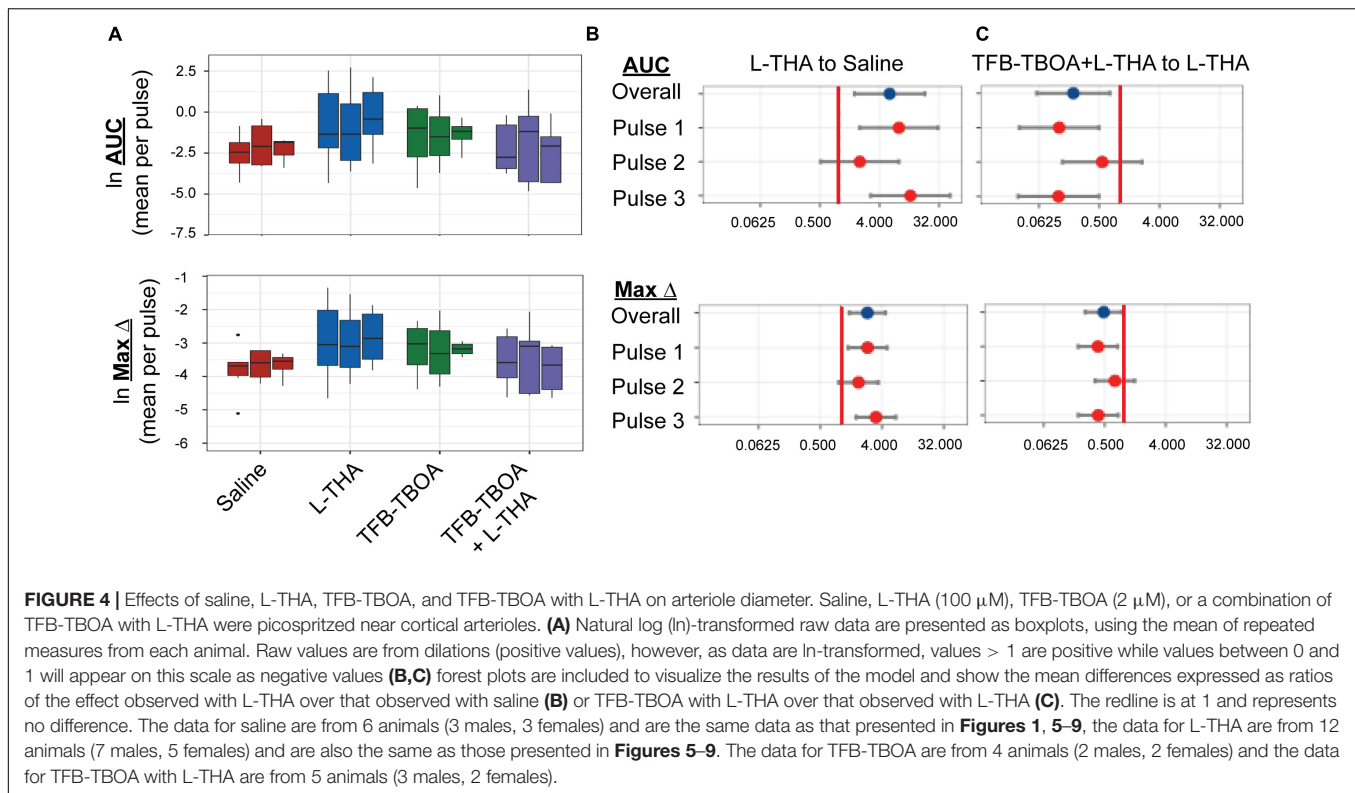 A
B
C
ln AUC
(mean per pulse)
2.5
0.0
-2.5
-5.0
-7.5
AUC
L-THA to Saline
TFB-TBOA+L-THA to L-THA
Overall
Pulse 1
Pulse 2
Pulse 3
0.0625 0.500 4.000 32.000
0.0625 0.500 4.000 32.000
ln Max Δ
(mean per pulse)
-1
-2
-3
-4
-5
-6
Saline
L-THA
TFB-TBOA
TFB-TBOA
+ L-THA
Max Δ
Overall
Pulse 1
Pulse 2
Pulse 3
0.0625 0.500 4.000 32.000
0.0625 0.500 4.000 32.000
FIGURE 4 | Effects of saline, L-THA, TFB-TBOA, and TFB-TBOA with L-THA on arteriole diameter. Saline, L-THA (100 μM), TFB-TBOA (2 μM), or a combination of
TFB-TBOA with L-THA were picospritzed near cortical arterioles. (A) Natural log (ln)-transformed raw data are presented as boxplots, using the mean of repeated
measures from each animal. Raw values are from dilations (positive values), however, as data are ln-transformed, values > 1 are positive while values between 0 and
1 will appear on this scale as negative values (B,C) forest plots are included to visualize the results of the model and show the mean differences expressed as ratios
of the effect observed with L-THA over that observed with saline (B) or TFB-TBOA with L-THA over that observed with L-THA (C). The redline is at 1 and represents
no difference. The data for saline are from 6 animals (3 males, 3 females) and are the same data as that presented in Figures 1, 5–9, the data for L-THA are from 12
animals (7 males, 5 females) and are also the same as those presented in Figures 5–9. The data for TFB-TBOA are from 4 animals (2 males, 2 females) and the data
for TFB-TBOA with L-THA are from 5 animals (3 males, 2 females).